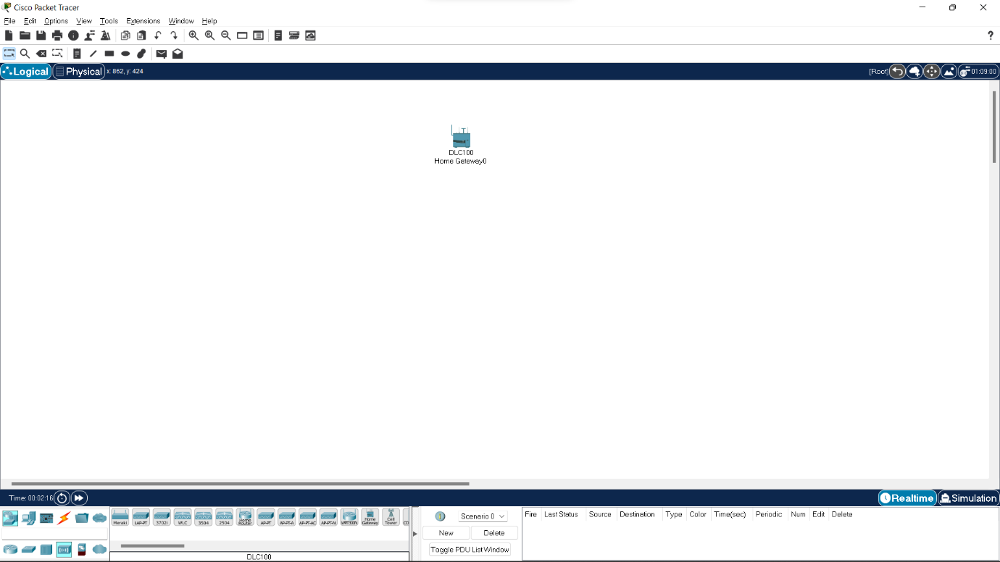 Cisco Packet Tracer
File Edit Options View Tools Extensions Window Help
?
Logical Physical x: 862, y: 424 [Root] 01:09:00
DLC100
Home Gateway0
Time: 00:02:16 Realtime Simulation
Meraki LAP-PT 3702i WLC 3504 2504 Home Router AP-PT AP-PT-A AP-PT-AC AP-PT-N WRT300N Home Gateway Cell Tower CO
DLC100
Scenario 0
New Delete
Toggle PDU List Window
Fire Last Status Source Destination Type Color Time(sec) Periodic Num Edit Delete